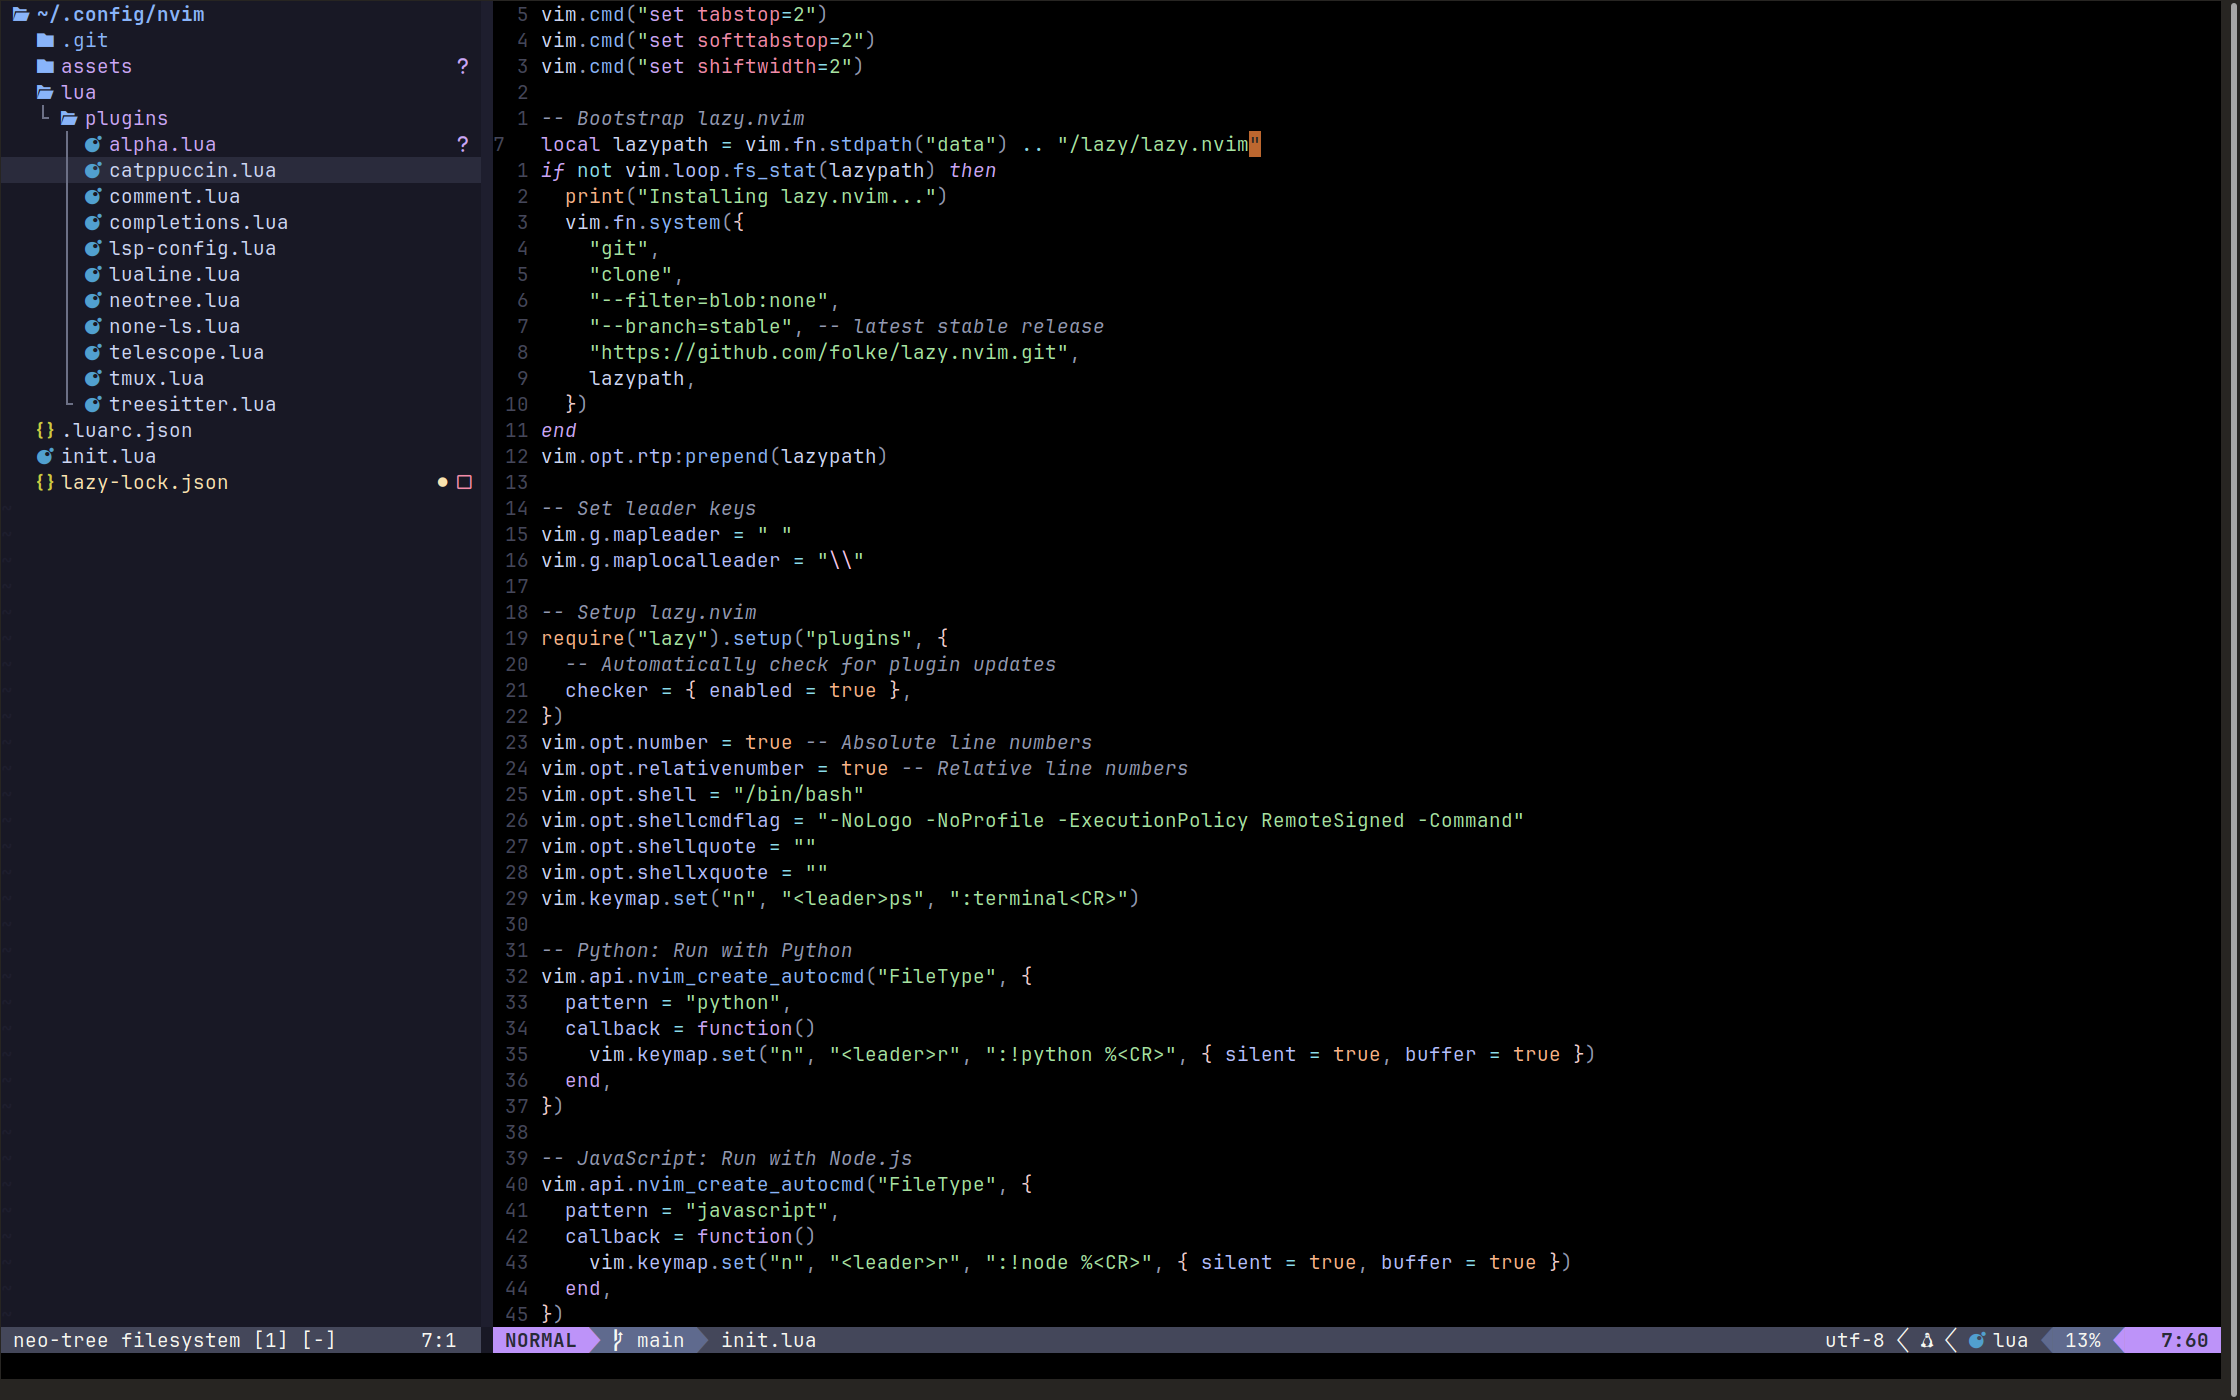 ~/.config/nvim
.git
assets ?
lua
plugins
alpha.lua ?
catppuccin.lua
comment.lua
completions.lua
lsp-config.lua
lualine.lua
neotree.lua
none-ls.lua
telescope.lua
tmux.lua
treesitter.lua
{} .luarc.json
init.lua
{} lazy-lock.json
neo-tree filesystem [1] [-] 7:1
5 vim.cmd("set tabstop=2")
4 vim.cmd("set softtabstop=2")
3 vim.cmd("set shiftwidth=2")
2
1 -- Bootstrap lazy.nvim
7 local lazypath = vim.fn.stdpath("data") .. "/lazy/lazy.nvim"
1 if not vim.loop.fs_stat(lazypath) then
2 print("Installing lazy.nvim...")
3 vim.fn.system({
4 "git",
5 "clone",
6 "--filter=blob:none",
7 "--branch=stable", -- latest stable release
8 "https://github.com/folke/lazy.nvim.git",
9 lazypath,
10 })
11 end
12 vim.opt.rtp:prepend(lazypath)
13
14 -- Set leader keys
15 vim.g.mapleader = " "
16 vim.g.maplocalleader = "\\"
17
18 -- Setup lazy.nvim
19 require("lazy").setup("plugins", {
20 -- Automatically check for plugin updates
21 checker = { enabled = true },
22 })
23 vim.opt.number = true -- Absolute line numbers
24 vim.opt.relativenumber = true -- Relative line numbers
25 vim.opt.shell = "/bin/bash"
26 vim.opt.shellcmdflag = "-NoLogo -NoProfile -ExecutionPolicy RemoteSigned -Command"
27 vim.opt.shellquote = ""
28 vim.opt.shellxquote = ""
29 vim.keymap.set("n", "<leader>ps", ":terminal<CR>")
30
31 -- Python: Run with Python
32 vim.api.nvim_create_autocmd("FileType", {
33 pattern = "python",
34 callback = function()
35 vim.keymap.set("n", "<leader>r", ":!python %<CR>", { silent = true, buffer = true })
36 end,
37 })
38
39 -- JavaScript: Run with Node.js
40 vim.api.nvim_create_autocmd("FileType", {
41 pattern = "javascript",
42 callback = function()
43 vim.keymap.set("n", "<leader>r", ":!node %<CR>", { silent = true, buffer = true })
44 end,
45 })
NORMAL main init.lua utf-8 lua 13% 7:60